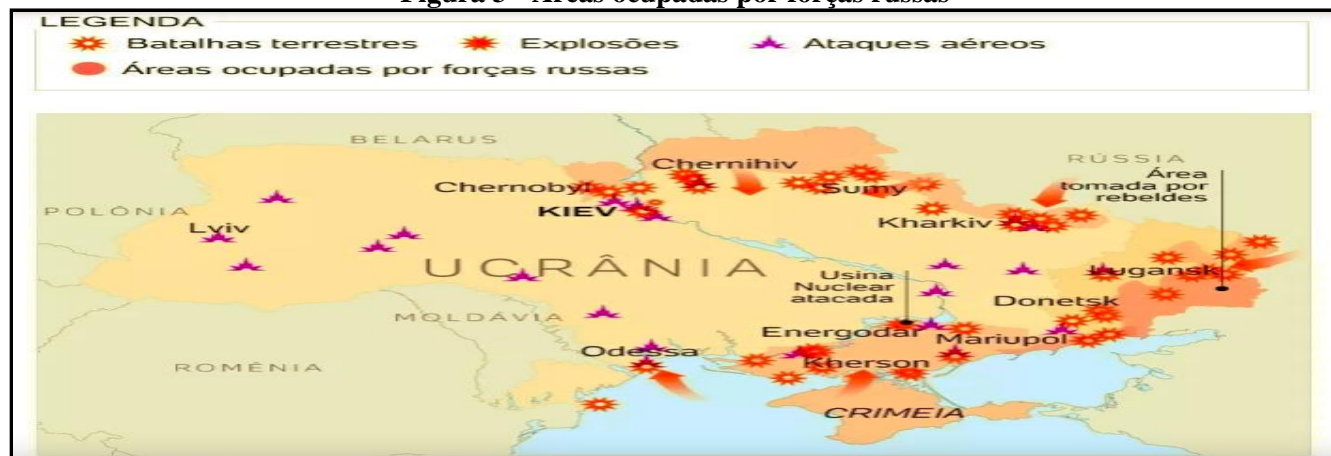 Figura 3 - Áreas ocupadas por forças russas
LEGENDA
Batalhas terrestres Explosões Ataques aéreos
Áreas ocupadas por forças russas
BELARUS
Chernihiv
RÚSSIA
Área
tomada por
rebeldes
Chernobyl
Sumy
POLÔNIA
KIEV
Lviv
Kharkiv
UCRÂNIA
Usina
Nuclear
atacada
Lugansk
Donetsk
MOLDÁVIA
Energodar
Mariupol
Odessa
Kherson
ROMÊNIA
CRIMEIA